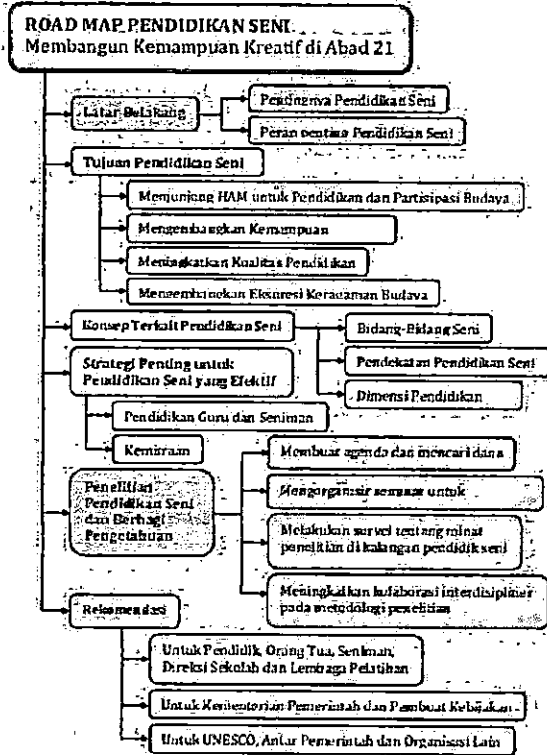 ROAD MAP PENDIDIKAN SENI
Membangun Kemampuan Kreatif di Abad 21
Latar Belakang
Pentingnya Pendidikan Seni
Peran penting Pendidikan Seni
Tujuan Pendidikan Seni
Menjunjung HAM untuk Pendidikan dan Partisipasi Budaya
Mengembangkan Kemampuan
Meningkatkan Kualitas Pendidikan
Mengembangkan Ekspresi Keragaman Budaya
Konsep Terkait Pendidikan Seni
Bidang-Bidang Seni
Pendekatan Pendidikan Seni
Dimensi Pendidikan
Strategi Penting untuk
Pendidikan Seni yang Efektif
Pendidikan Guru dan Seniman
Kemitraan
Penelitian
Pendidikan Seni
dan Berbagi
Pengetahuan
Membuat agenda dan mencari dana
Mengorganisir seminar untuk
Melakukan survei tentang minat
penelitian di kalangan pendidik seni
Meningkatkan kolaborasi interdisipliner
pada metodologi penelitian
Rekomendasi
Untuk Pendidik, Orang Tua, Seniman,
Direksi Sekolah dan Lembaga Pelatihan
Untuk Kementerian Pemerintah dan Pembuat Kebijakan
Untuk UNESCO, Antar Pemerintah dan Organisasi Lain